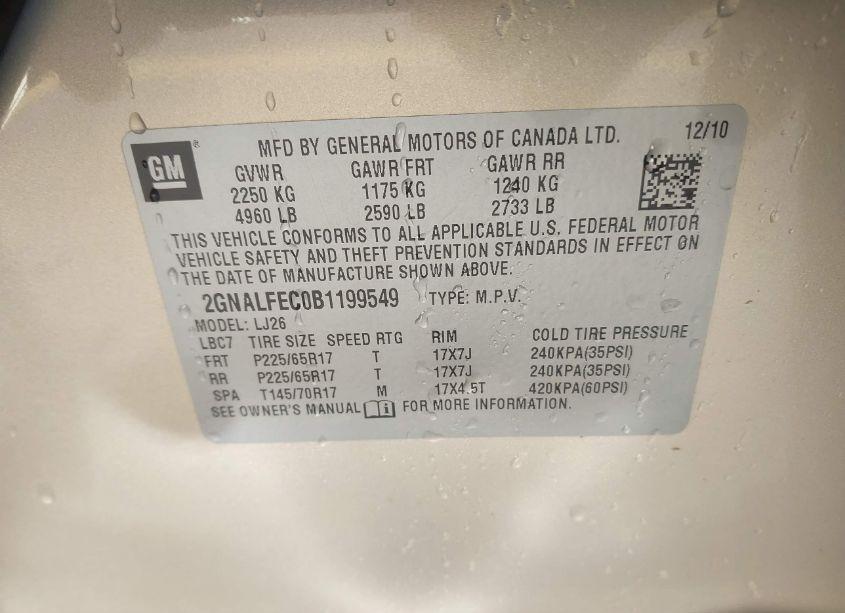 GM
®
MFD BY GENERAL MOTORS OF CANADA LTD. 12/10
GVWR GAWR FRT GAWR RR
2250 KG 1175 KG 1240 KG
4960 LB 2590 LB 2733 LB
THIS VEHICLE CONFORMS TO ALL APPLICABLE U.S. FEDERAL MOTOR
VEHICLE SAFETY AND THEFT PREVENTION STANDARDS IN EFFECT ON
THE DATE OF MANUFACTURE SHOWN ABOVE.
2GNALFEC0B1199549 TYPE: M.P.V.
MODEL: LJ26
LBC7 TIRE SIZE SPEED RTG RIM COLD TIRE PRESSURE
FRT P225/65R17 T 17X7J 240KPA(35PSI)
RR P225/65R17 T 17X7J 240KPA(35PSI)
SPA T145/70R17 M 17X4.5T 420KPA(60PSI)
SEE OWNER'S MANUAL FOR MORE INFORMATION.